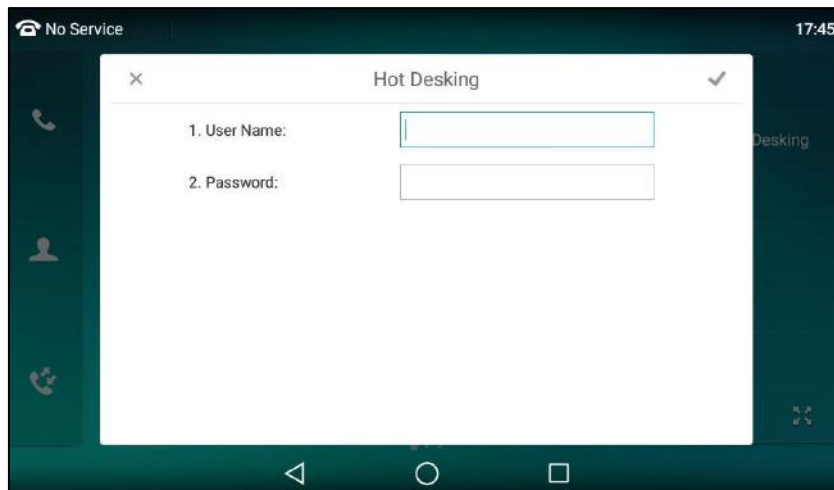 No Service
17:45
Hot Desking
1. User Name:
Desking
2. Password: